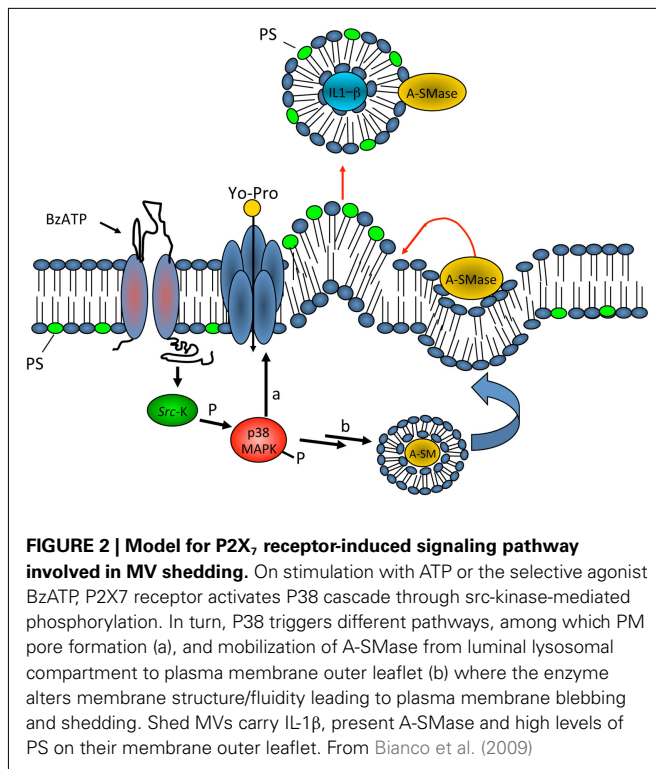 PS
IL1-β
A-SMase
Yo-Pro
BzATP
A-SMase
PS
a
Src-K
P
p38
MAPK
P
b
A-SM
FIGURE 2 | Model for P2X₇ receptor-induced signaling pathway
involved in MV shedding. On stimulation with ATP or the selective agonist
BzATP, P2X7 receptor activates P38 cascade through src-kinase-mediated
phosphorylation. In turn, P38 triggers different pathways, among which PM
pore formation (a), and mobilization of A-SMase from luminal lysosomal
compartment to plasma membrane outer leaflet (b) where the enzyme
alters membrane structure/fluidity leading to plasma membrane blebbing
and shedding. Shed MVs carry IL-1β, present A-SMase and high levels of
PS on their membrane outer leaflet. From Bianco et al. (2009)